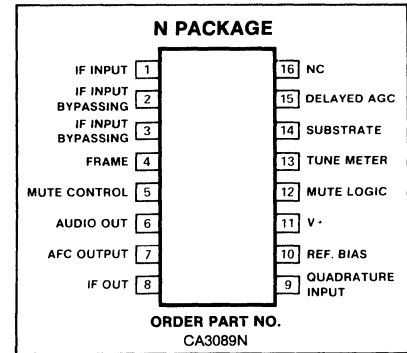 N PACKAGE
IF INPUT 1
IF INPUT
BYPASSING 2
IF INPUT
BYPASSING 3
FRAME 4
MUTE CONTROL 5
AUDIO OUT 6
AFC OUTPUT 7
IF OUT 8
16 NC
15 DELAYED AGC
14 SUBSTRATE
13 TUNE METER
12 MUTE LOGIC
11 V+
10 REF. BIAS
9 QUADRATURE
INPUT
ORDER PART NO.
CA3089N